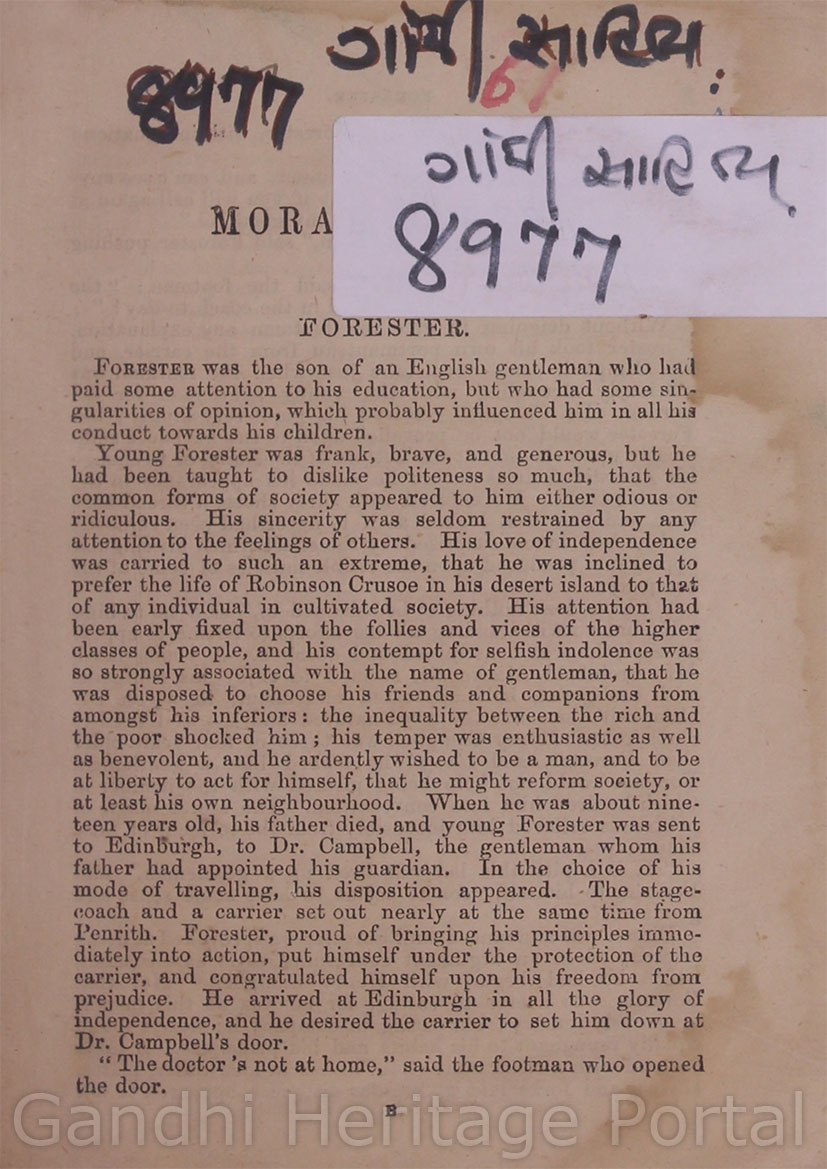 ગાંધી સાહિત્ય
૪૯૭૭
ગાંધી સાહિત્ય
૪૯૭૭
MORA
FORESTER.
FORESTER was the son of an English gentleman who had
paid some attention to his education, but who had some sin-
gularities of opinion, which probably influenced him in all his
conduct towards his children.
Young Forester was frank, brave, and generous, but he
had been taught to dislike politeness so much, that the
common forms of society appeared to him either odious or
ridiculous. His sincerity was seldom restrained by any
attention to the feelings of others. His love of independence
was carried to such an extreme, that he was inclined to
prefer the life of Robinson Crusoe in his desert island to that
of any individual in cultivated society. His attention had
been early fixed upon the follies and vices of the higher
classes of people, and his contempt for selfish indolence was
so strongly associated with the name of gentleman, that he
was disposed to choose his friends and companions from
amongst his inferiors: the inequality between the rich and
the poor shocked him; his temper was enthusiastic as well
as benevolent, and he ardently wished to be a man, and to be
at liberty to act for himself, that he might reform society, or
at least his own neighbourhood. When he was about nine-
teen years old, his father died, and young Forester was sent
to Edinburgh, to Dr. Campbell, the gentleman whom his
father had appointed his guardian. In the choice of his
mode of travelling, his disposition appeared. The stage-
coach and a carrier set out nearly at the same time from
Penrith. Forester, proud of bringing his principles imme-
diately into action, put himself under the protection of the
carrier, and congratulated himself upon his freedom from
prejudice. He arrived at Edinburgh in all the glory of
independence, and he desired the carrier to set him down at
Dr. Campbell's door.
"The doctor's not at home," said the footman who opened
the door.
B
Gandhi Heritage Portal